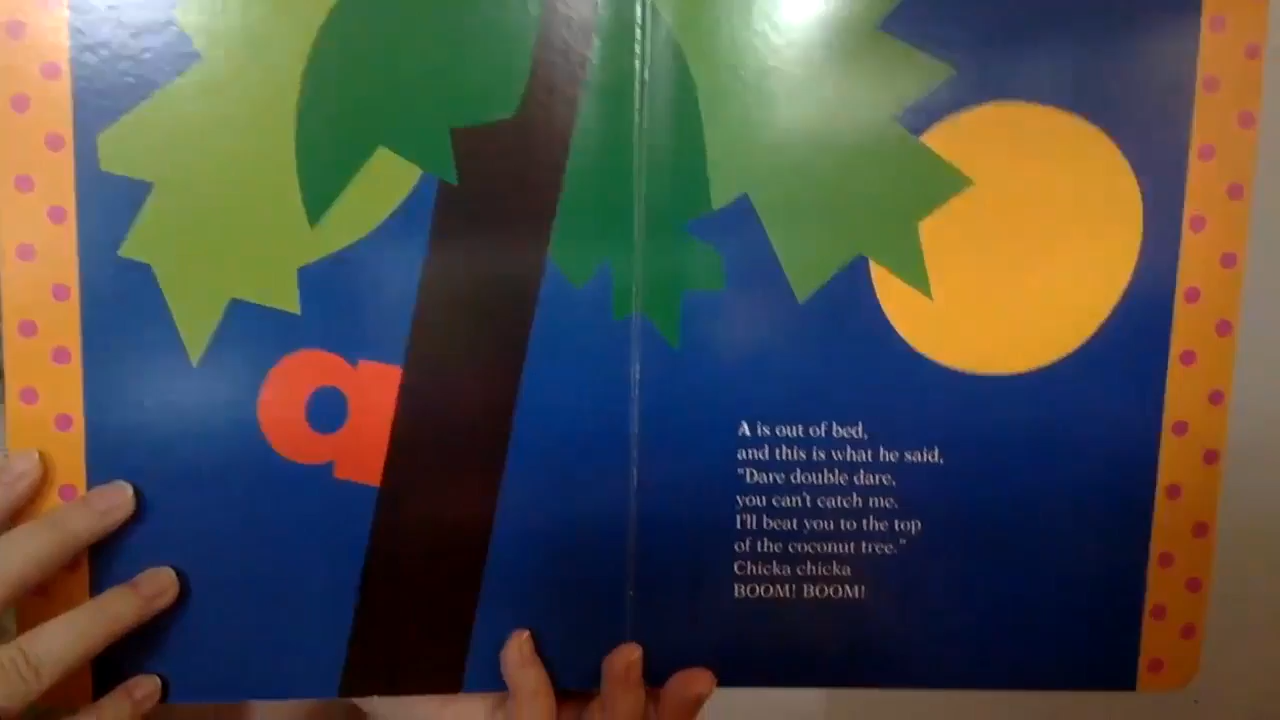 a
A is out of bed,
and this is what he said,
"Dare double dare,
you can't catch me.
I'll beat you to the top
of the coconut tree."
Chicka chicka
BOOM! BOOM!